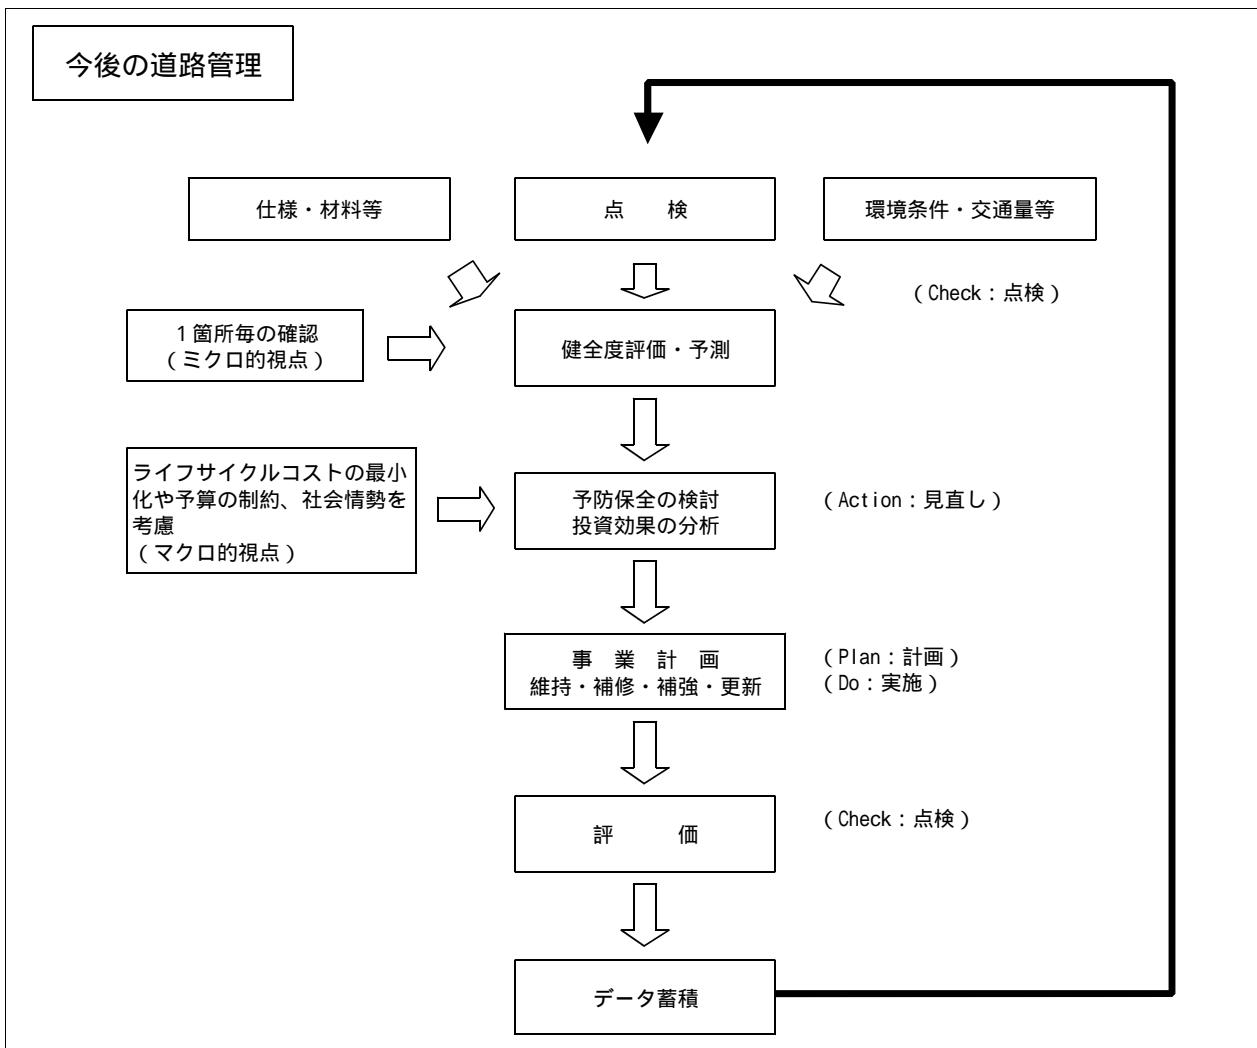 今後の道路管理
仕様・材料等
点　　検
環境条件・交通量等
（Check：点検）
1箇所毎の確認
（ミクロ的視点）
健全度評価・予測
ライフサイクルコストの最小
化や予算の制約、社会情勢を
考慮
（マクロ的視点）
予防保全の検討
投資効果の分析
（Action：見直し）
事　業　計　画
維持・補修・補強・更新
（Plan：計画）
（Do：実施）
評　　　価
（Check：点検）
データ蓄積